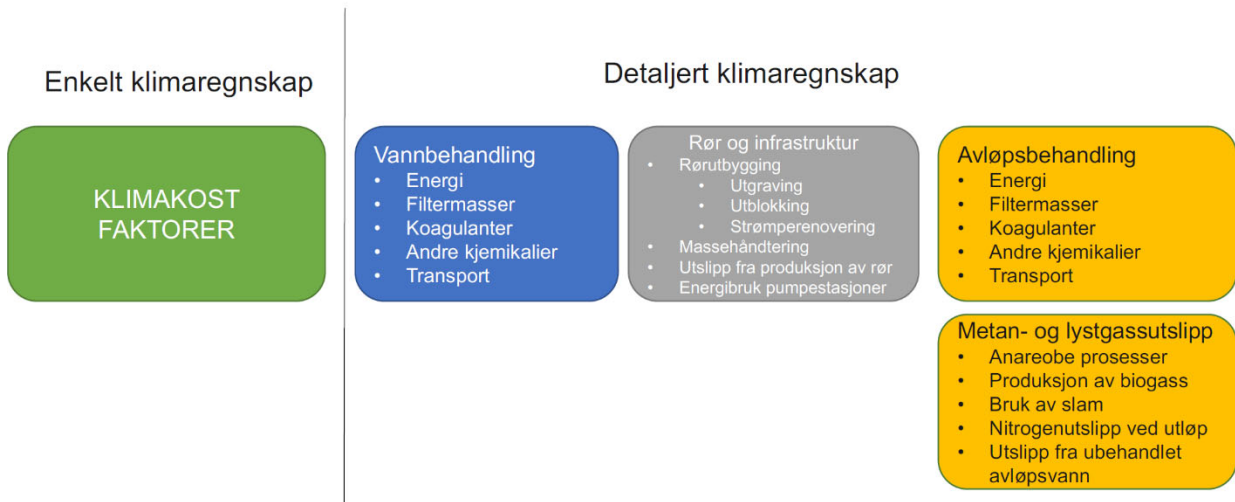 Enkelt klimaregnskap
KLIMAKOST
FAKTORER
Detaljert klimaregnskap
Vannbehandling
• Energi
• Filtermasser
• Koagulanter
• Andre kjemikalier
• Transport
Rør og infrastruktur
• Rørutbygging
• Utgraving
• Utblokking
• Strømperenovering
• Massehåndtering
• Utslipp fra produksjon av rør
• Energibruk pumpestasjoner
Avløpsbehandling
• Energi
• Filtermasser
• Koagulanter
• Andre kjemikalier
• Transport
Metan- og lystgassutslipp
• Anareobe prosesser
• Produksjon av biogass
• Bruk av slam
• Nitrogenutslipp ved utløp
• Utslipp fra ubehandlet
avløpsvann